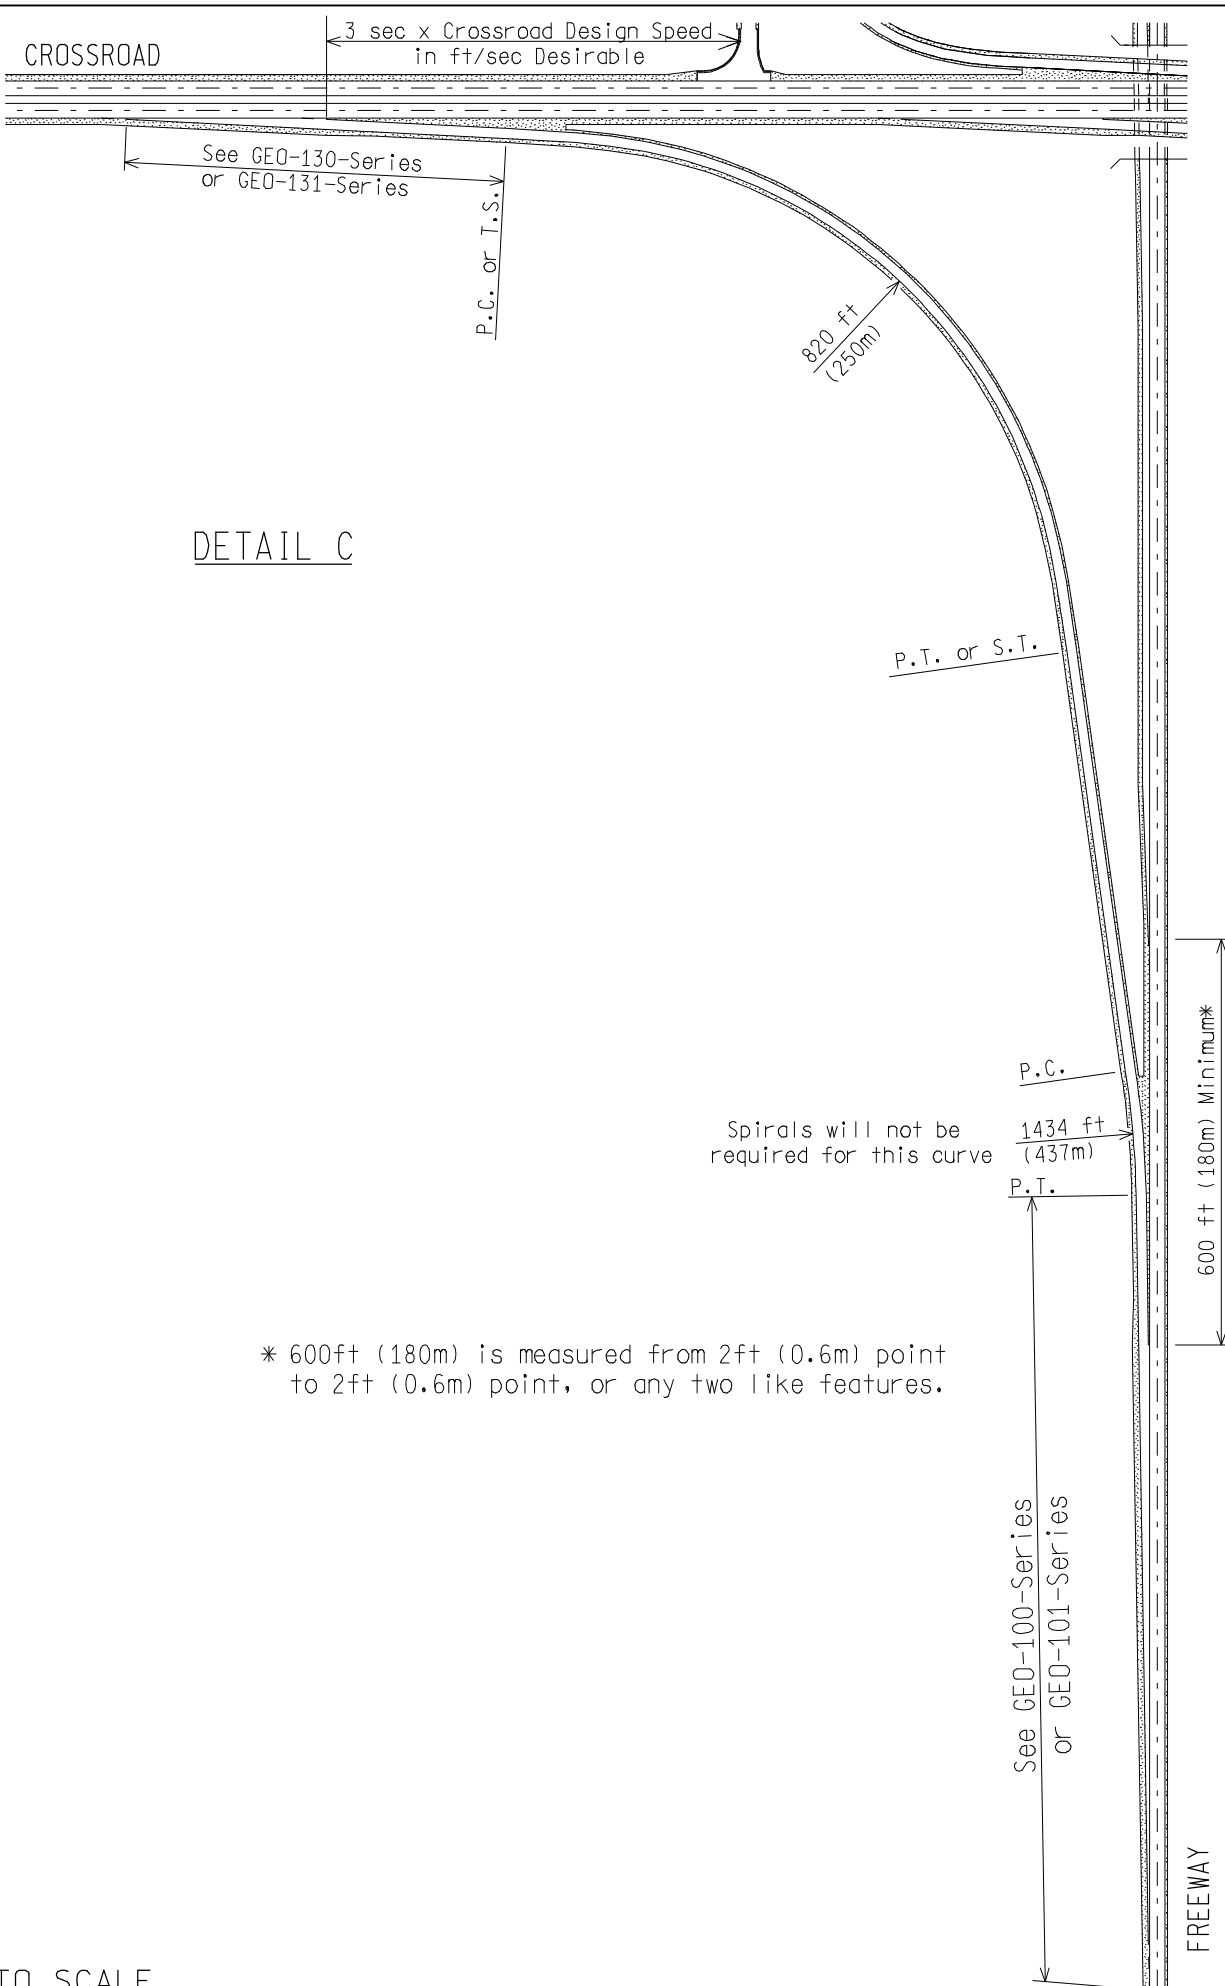 CROSSROAD
3 sec x Crossroad Design Speed
in ft/sec Desirable
See GEO-130-Series
or GEO-131-Series
P.C. or T.S.
820 ft
(250m)
DETAIL C
P.T. or S.T.
P.C.
Spirals will not be
required for this curve
1434 ft
(437m)
P.T.
600 ft (180m) Minimum*
* 600ft (180m) is measured from 2ft (0.6m) point
to 2ft (0.6m) point, or any two like features.
See GEO-100-Series
or GEO-101-Series
FREEWAY
TO SCALE